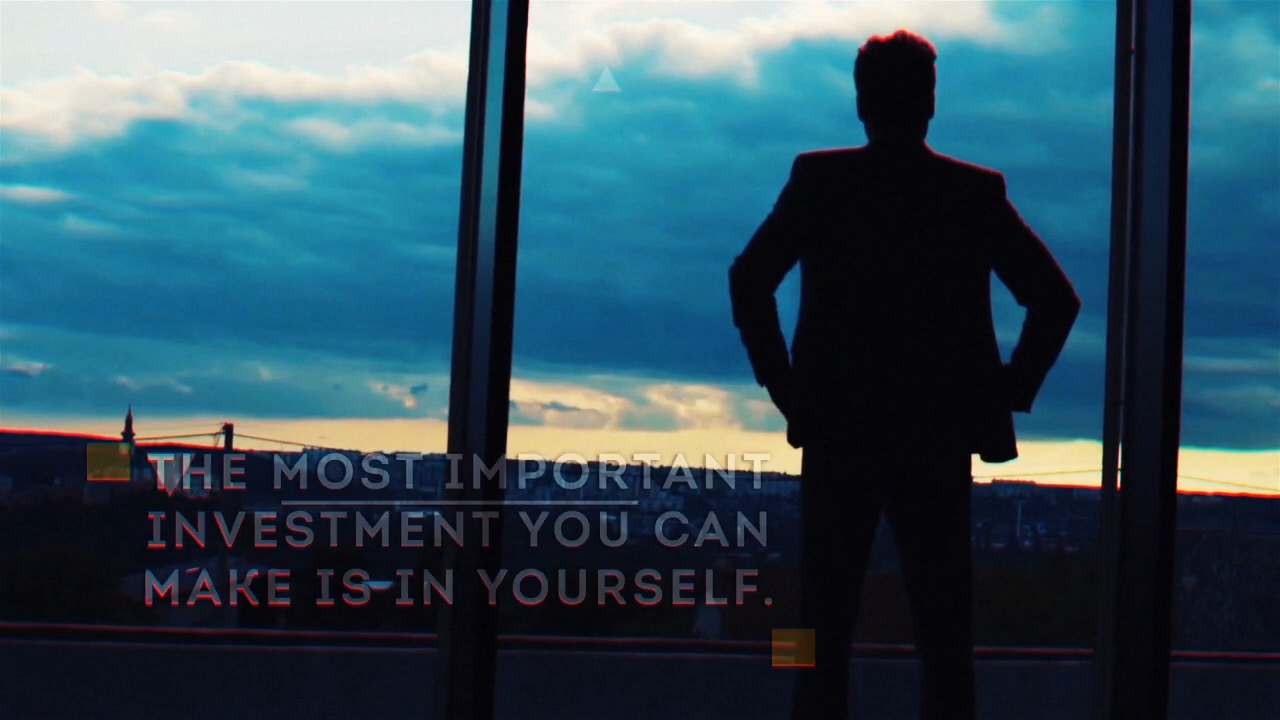 THE MOST IMPORTANT
INVESTMENT YOU CAN
MAKE IS IN YOURSELF.